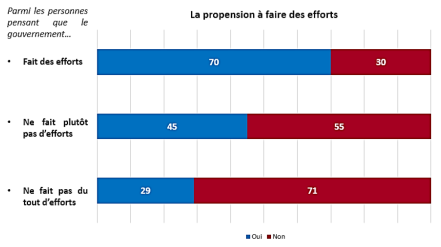 Parmi les personnes
pensant que le
gouvernement...
La propension à faire des efforts
• Fait des efforts
70
30
• Ne fait plutôt
pas d'efforts
45
55
• Ne fait pas du
tout d'efforts
29
71
Oui Non